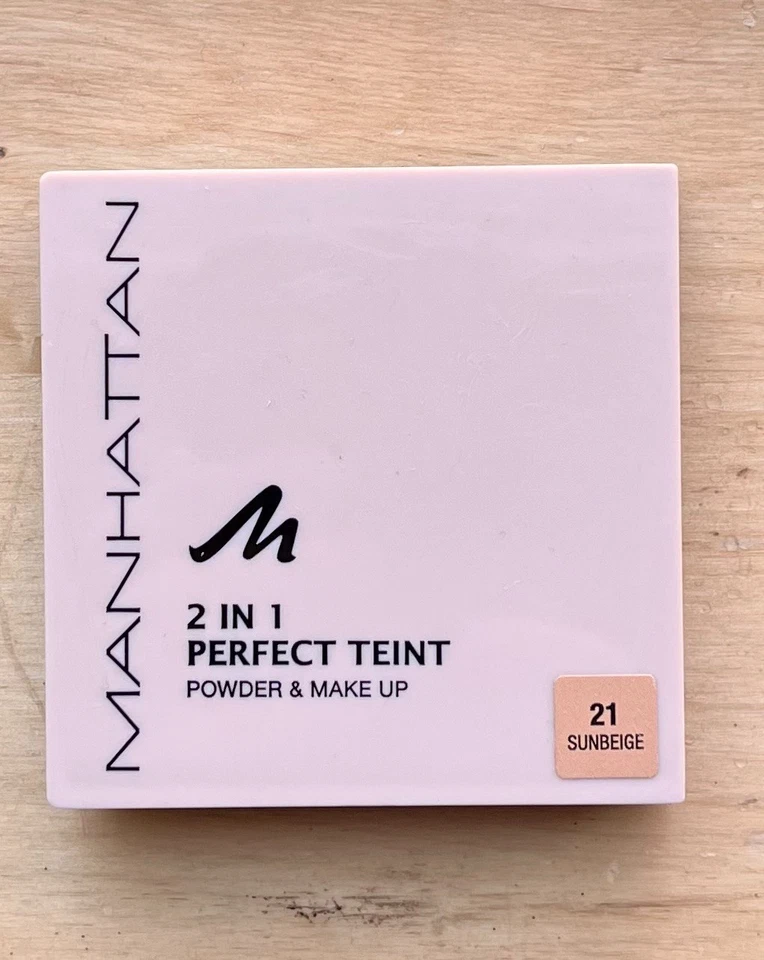 MANHATTAN
M
2 IN 1
PERFECT TEINT
POWDER & MAKE UP
21
SUNBEIGE